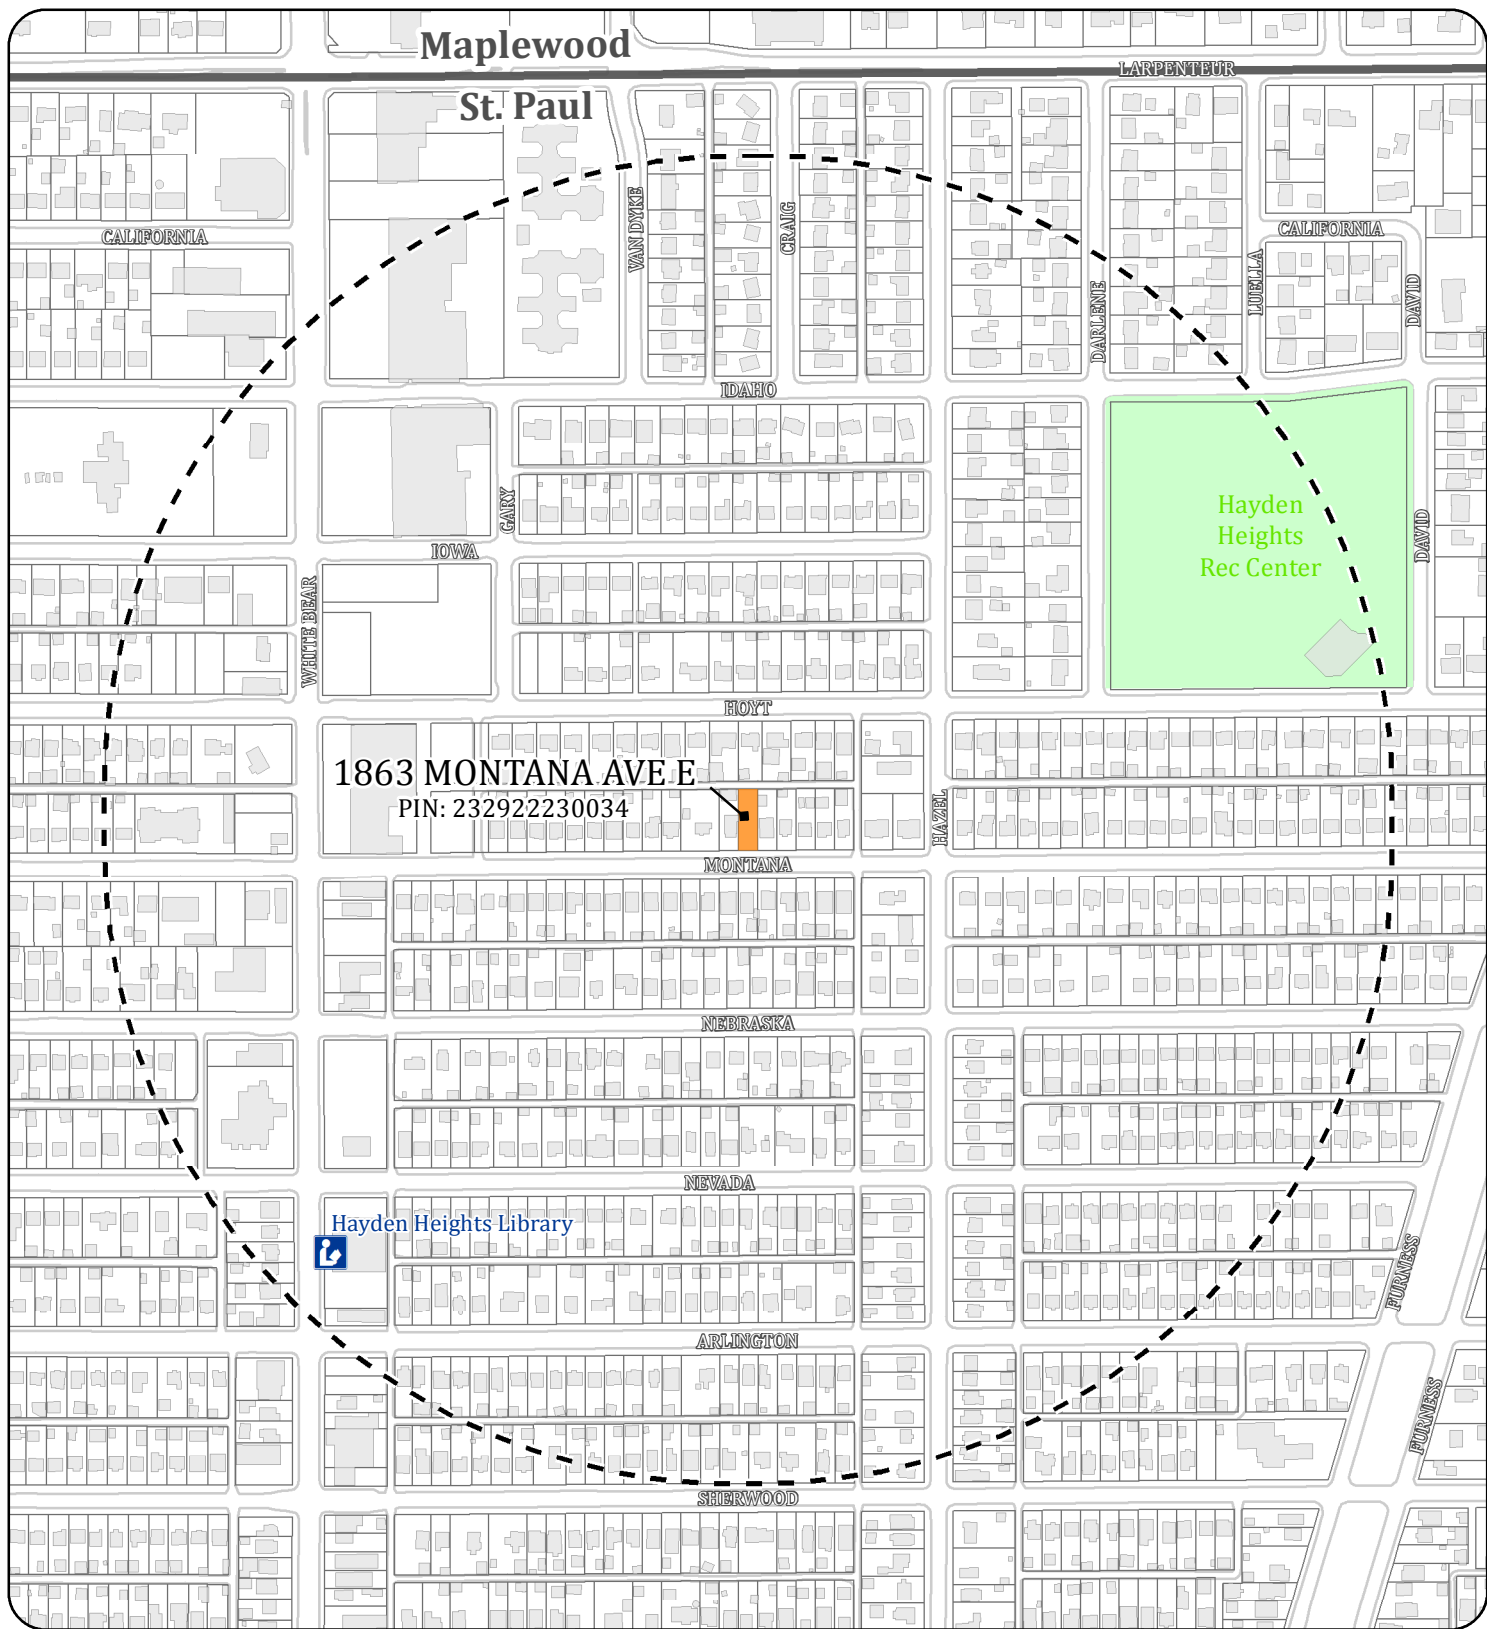 Maplewood
LARPENTEUR
St. Paul
VAN DYKE
CRAIG
CALIFORNIA
CALIFORNIA
LUELLA
DAVID
DARLENE
IDAHO
GARY
Hayden
Heights
Rec Center
DAVID
IOWA
WHITE BEAR
HOYT
1863 MONTANA AVE E
PIN: 232922230034
HAZEL
MONTANA
NEBRASKA
NEVADA
Hayden Heights Library
FURNESS
ARLINGTON
FURNESS
SHERWOOD